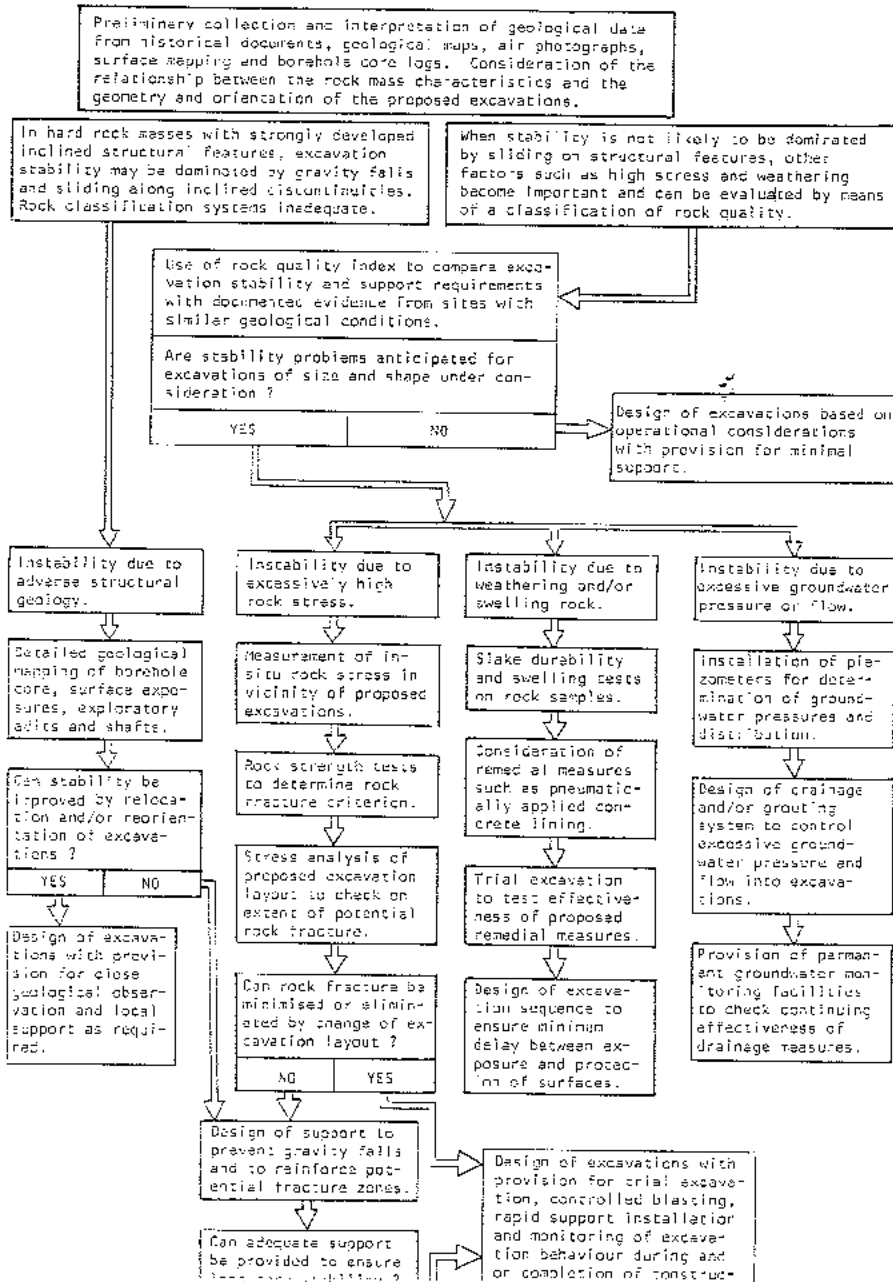 Preliminary collection and interpretation of geological data
from historical documents, geological maps, air photographs,
surface mapping and borehole core logs. Consideration of the
relationship between the rock mass characteristics and the
geometry and orientation of the proposed excavations.
In hard rock masses with strongly developed
inclined structural features, excavation
stability may be dominated by gravity falls
and sliding along inclined discontinuities.
Rock classification systems inadequate.
When stability is not likely to be dominated
by sliding on structural features, other
factors such as high stress and weathering
become important and can be evaluated by means
of a classification of rock quality.
Use of rock quality index to compare exca-
vation stability and support requirements
with documented evidence from sites with
similar geological conditions.
Are stability problems anticipated for
excavations of size and shape under con-
sideration ?
YES
NO
Design of excavations based on
operational considerations
with provision for minimal
support.
Instability due to
adverse structural
geology.
Detailed geological
mapping of borehole
core, surface expo-
sures, exploratory
adits and shafts.
Can stability be
improved by reloca-
tion and/or reorien-
tation of excava-
tions ?
YES
NO
Design of excava-
tions with provi-
sion for close
geological obser-
vation and local
support as requi-
red.
Instability due to
excessively high
rock stress.
Measurement of in-
situ rock stress in
vicinity of proposed
excavations.
Rock strength tests
to determine rock
fracture criterion.
Stress analysis of
proposed excavation
layout to check on
extent of potential
rock fracture.
Can rock fracture be
minimised or elimin-
ated by change of ex-
cavation layout ?
NO
YES
Instability due to
weathering and/or
swelling rock.
Slake durability
and swelling tests
on rock samples.
Consideration of
remedial measures
such as pneumatic-
ally applied con-
crete lining.
Trial excavation
to test effective-
ness of proposed
remedial measures.
Design of excava-
tion sequence to
ensure minimum
delay between ex-
posure and protec-
ion of surfaces.
Instability due to
excessive groundwater
pressure or flow.
Installation of pie-
zometers for deter-
mination of ground-
water pressures and
distribution.
Design of drainage
and/or grouting
system to control
excessive ground-
water pressure and
flow into excava-
tions.
Provision of perman-
ent groundwater mon-
itoring facilities
to check continuing
effectiveness of
drainage measures.
Design of support to
prevent gravity falls
and to reinforce pot-
ential fracture zones.
Can adequate support
be provided to ensure
Design of excavations with
provision for trial excav-
ation, controlled blasting,
rapid support installation
and monitoring of excava-
tion behaviour during and
on completion of construc-